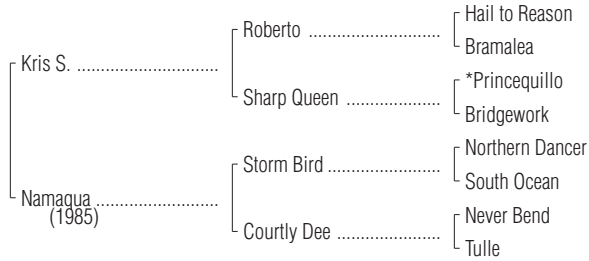 Hail to Reason
Roberto ............................
Bramalea
Kris S. ..............................
*Princequillo
Sharp Queen ....................
Bridgework
Northern Dancer
Storm Bird ........................
South Ocean
Namaqua ..........................
(1985)
Never Bend
Courtly Dee ......................
Tulle